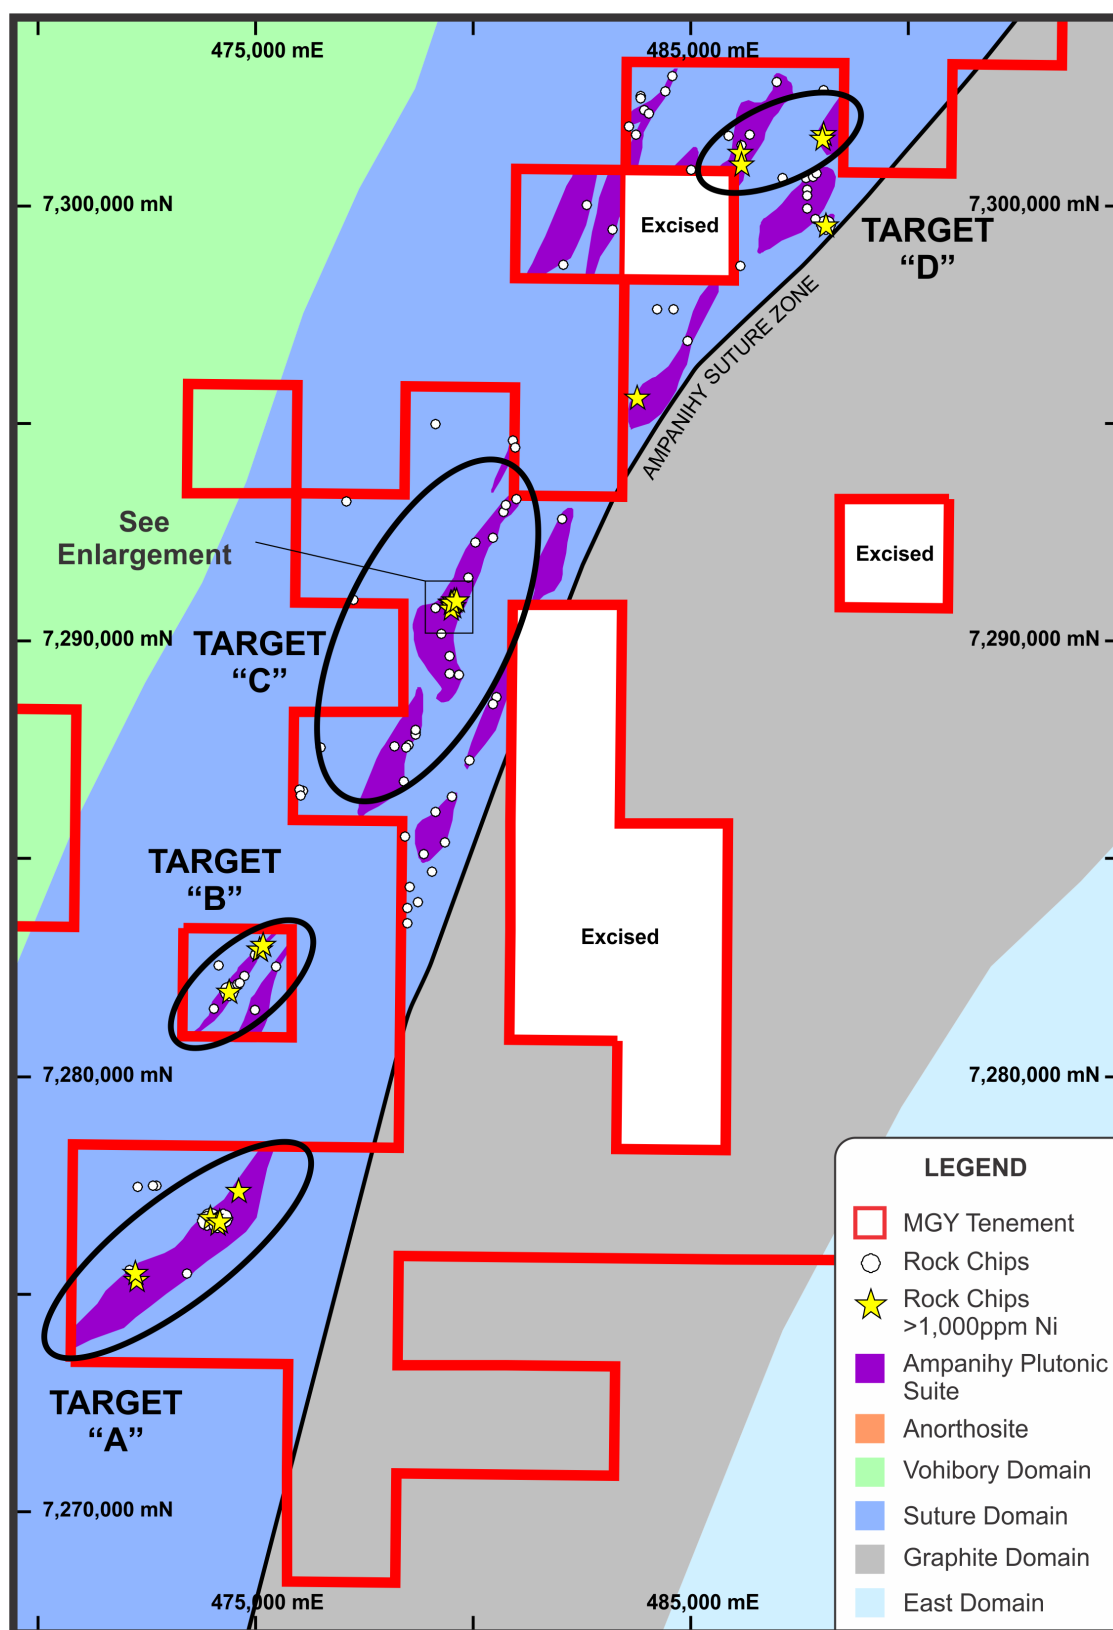 475,000 mE
485,000 mE
7,300,000 mN
7,300,000 mN
Excised
TARGET
“D”
AMPANIHY SUTURE ZONE
See
Enlargement
Excised
7,290,000 mN
7,290,000 mN
TARGET
“C”
TARGET
“B”
Excised
7,280,000 mN
7,280,000 mN
TARGET
“A”
7,270,000 mN
475,000 mE
485,000 mE
LEGEND
MGY Tenement
Rock Chips
Rock Chips
>1,000ppm Ni
Ampanihy Plutonic
Suite
Anorthosite
Vohibory Domain
Suture Domain
Graphite Domain
East Domain